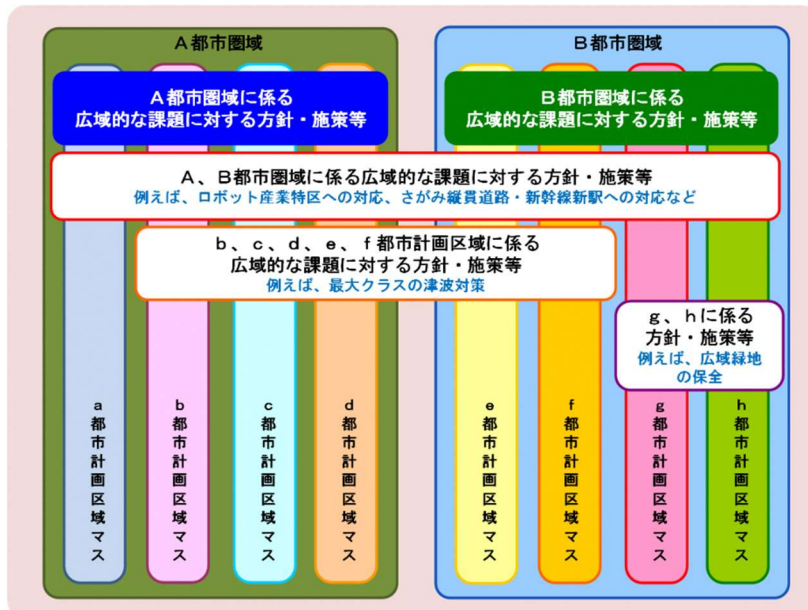 A都市圏域
B都市圏域
A都市圏域に係る
広域的な課題に対する方針・施策等
B都市圏域に係る
広域的な課題に対する方針・施策等
A、B都市圏域に係る広域的な課題に対する方針・施策等
例えば、ロボット産業特区への対応、さがみ縦貫道路・新幹線新駅への対応など
b、c、d、e、f都市計画区域に係る
広域的な課題に対する方針・施策等
例えば、最大クラスの津波対策
g、hに係る
方針・施策等
例えば、広域緑地
の保全
a都市計画区域マス
b都市計画区域マス
c都市計画区域マス
d都市計画区域マス
e都市計画区域マス
f都市計画区域マス
g都市計画区域マス
h都市計画区域マス